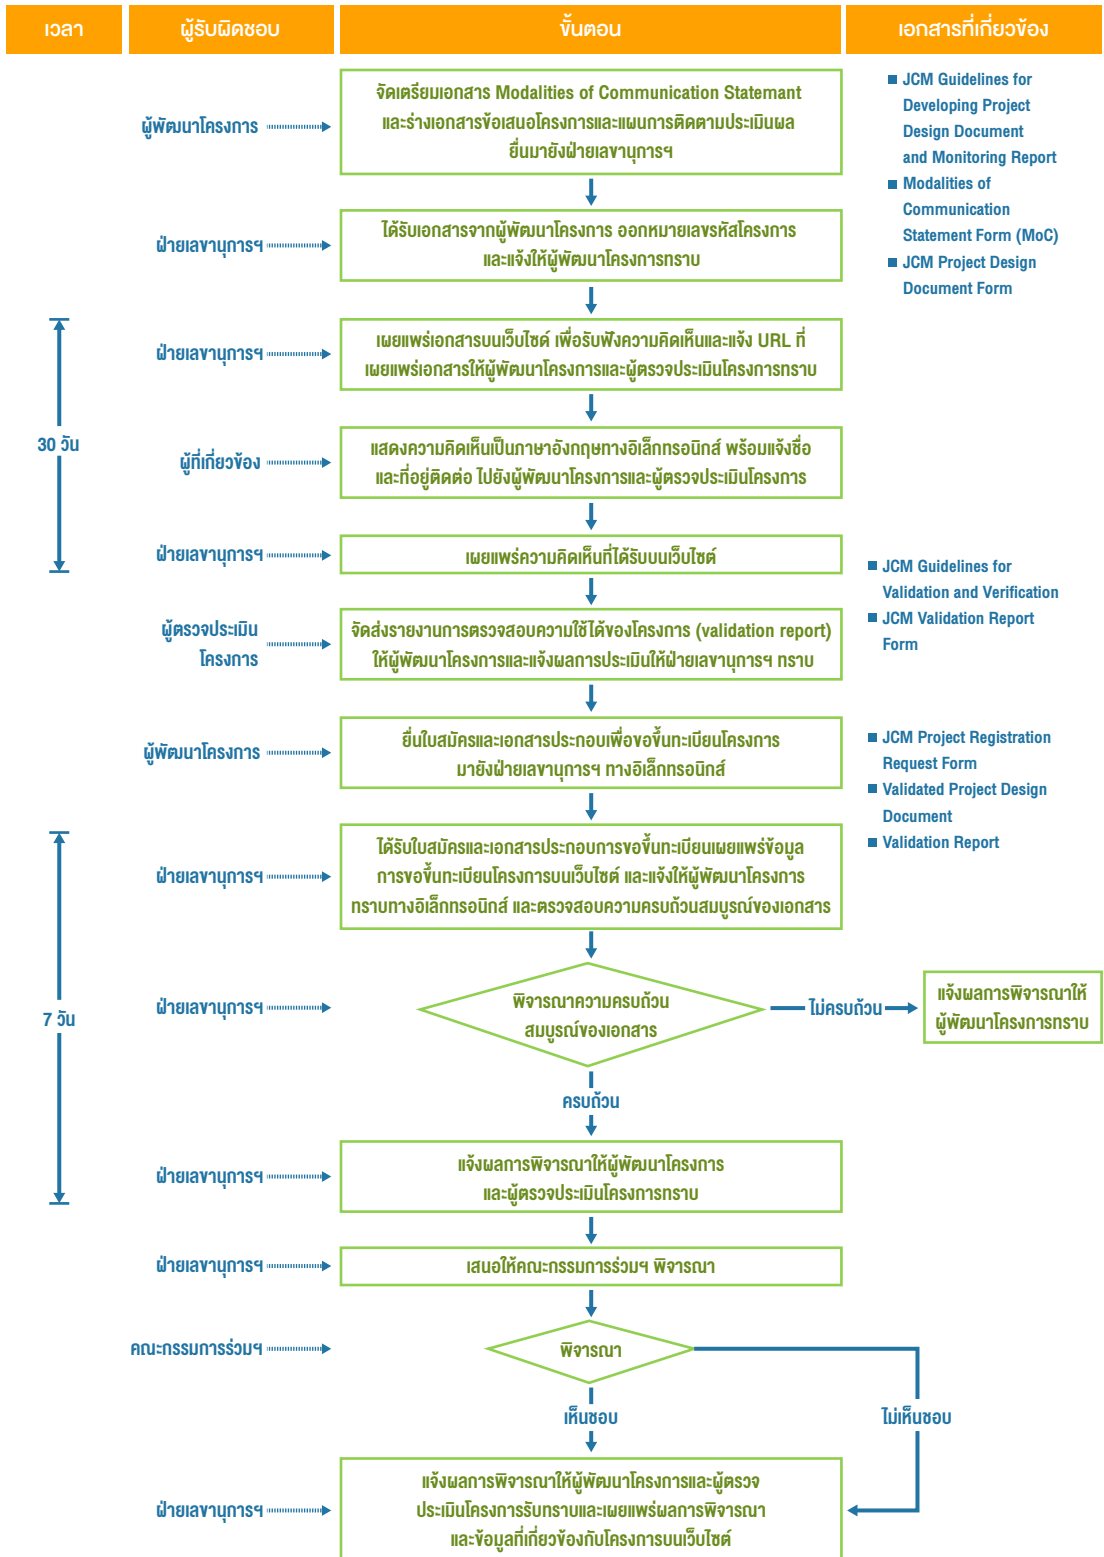 เวลา
ผู้รับผิดชอบ
ขั้นตอน
เอกสารที่เกี่ยวข้อง
ผู้พัฒนาโครงการ
จัดเตรียมเอกสาร Modalities of Communication Statemant
และร่างเอกสารข้อเสนอโครงการและแผนการติดตามประเมินผล
ยื่นมายังฝ่ายเลขานุการฯ
JCM Guidelines for
Developing Project
Design Document
and Monitoring Report
Modalities of
Communication
Statement Form (MoC)
JCM Project Design
Document Form
ฝ่ายเลขานุการฯ
ได้รับเอกสารจากผู้พัฒนาโครงการ ออกหมายเลขรหัสโครงการ
และแจ้งให้ผู้พัฒนาโครงการทราบ
30 วัน
ฝ่ายเลขานุการฯ
เผยแพร่เอกสารบนเว็บไซด์ เพื่อรับฟังความคิดเห็นและแจ้ง URL ที่
เผยแพร่เอกสารให้ผู้พัฒนาโครงการและผู้ตรวจประเมินโครงการทราบ
ผู้ที่เกี่ยวข้อง
แสดงความคิดเห็นเป็นภาษาอังกฤษทางอิเล็กทรอนิกส์ พร้อมแจ้งชื่อ
และที่อยู่ติดต่อ ไปยังผู้พัฒนาโครงการและผู้ตรวจประเมินโครงการ
ฝ่ายเลขานุการฯ
เผยแพร่ความคิดเห็นที่ได้รับบนเว็บไซต์
ผู้ตรวจประเมิน
โครงการ
จัดส่งรายงานการตรวจสอบความใช้ได้ของโครงการ (validation report)
ให้ผู้พัฒนาโครงการและแจ้งผลการประเมินให้ฝ่ายเลขานุการฯ ทราบ
JCM Guidelines for
Validation and Verification
JCM Validation Report
Form
ผู้พัฒนาโครงการ
ยื่นใบสมัครและเอกสารประกอบเพื่อขอขึ้นทะเบียนโครงการ
มายังฝ่ายเลขานุการฯ ทางอิเล็กทรอนิกส์
JCM Project Registration
Request Form
Validated Project Design
Document
Validation Report
7 วัน
ฝ่ายเลขานุการฯ
ได้รับใบสมัครและเอกสารประกอบการขอขึ้นทะเบียนเผยแพร่ข้อมูล
การขอขึ้นทะเบียนโครงการบนเว็บไซต์ และแจ้งให้ผู้พัฒนาโครงการ
ทราบทางอิเล็กทรอนิกส์ และตรวจสอบความครบถ้วนสมบูรณ์ของเอกสาร
ฝ่ายเลขานุการฯ
พิจารณาความครบถ้วน
สมบูรณ์ของเอกสาร
ไม่ครบถ้วน
แจ้งผลการพิจารณาให้
ผู้พัฒนาโครงการทราบ
ครบถ้วน
ฝ่ายเลขานุการฯ
แจ้งผลการพิจารณาให้ผู้พัฒนาโครงการ
และผู้ตรวจประเมินโครงการทราบ
ฝ่ายเลขานุการฯ
เสนอให้คณะกรรมการร่วมฯ พิจารณา
คณะกรรมการร่วมฯ
พิจารณา
เห็นชอบ
ไม่เห็นชอบ
ฝ่ายเลขานุการฯ
แจ้งผลการพิจารณาให้ผู้พัฒนาโครงการและผู้ตรวจ
ประเมินโครงการรับทราบและเผยแพร่ผลการพิจารณา
และข้อมูลที่เกี่ยวข้องกับโครงการบนเว็บไซต์